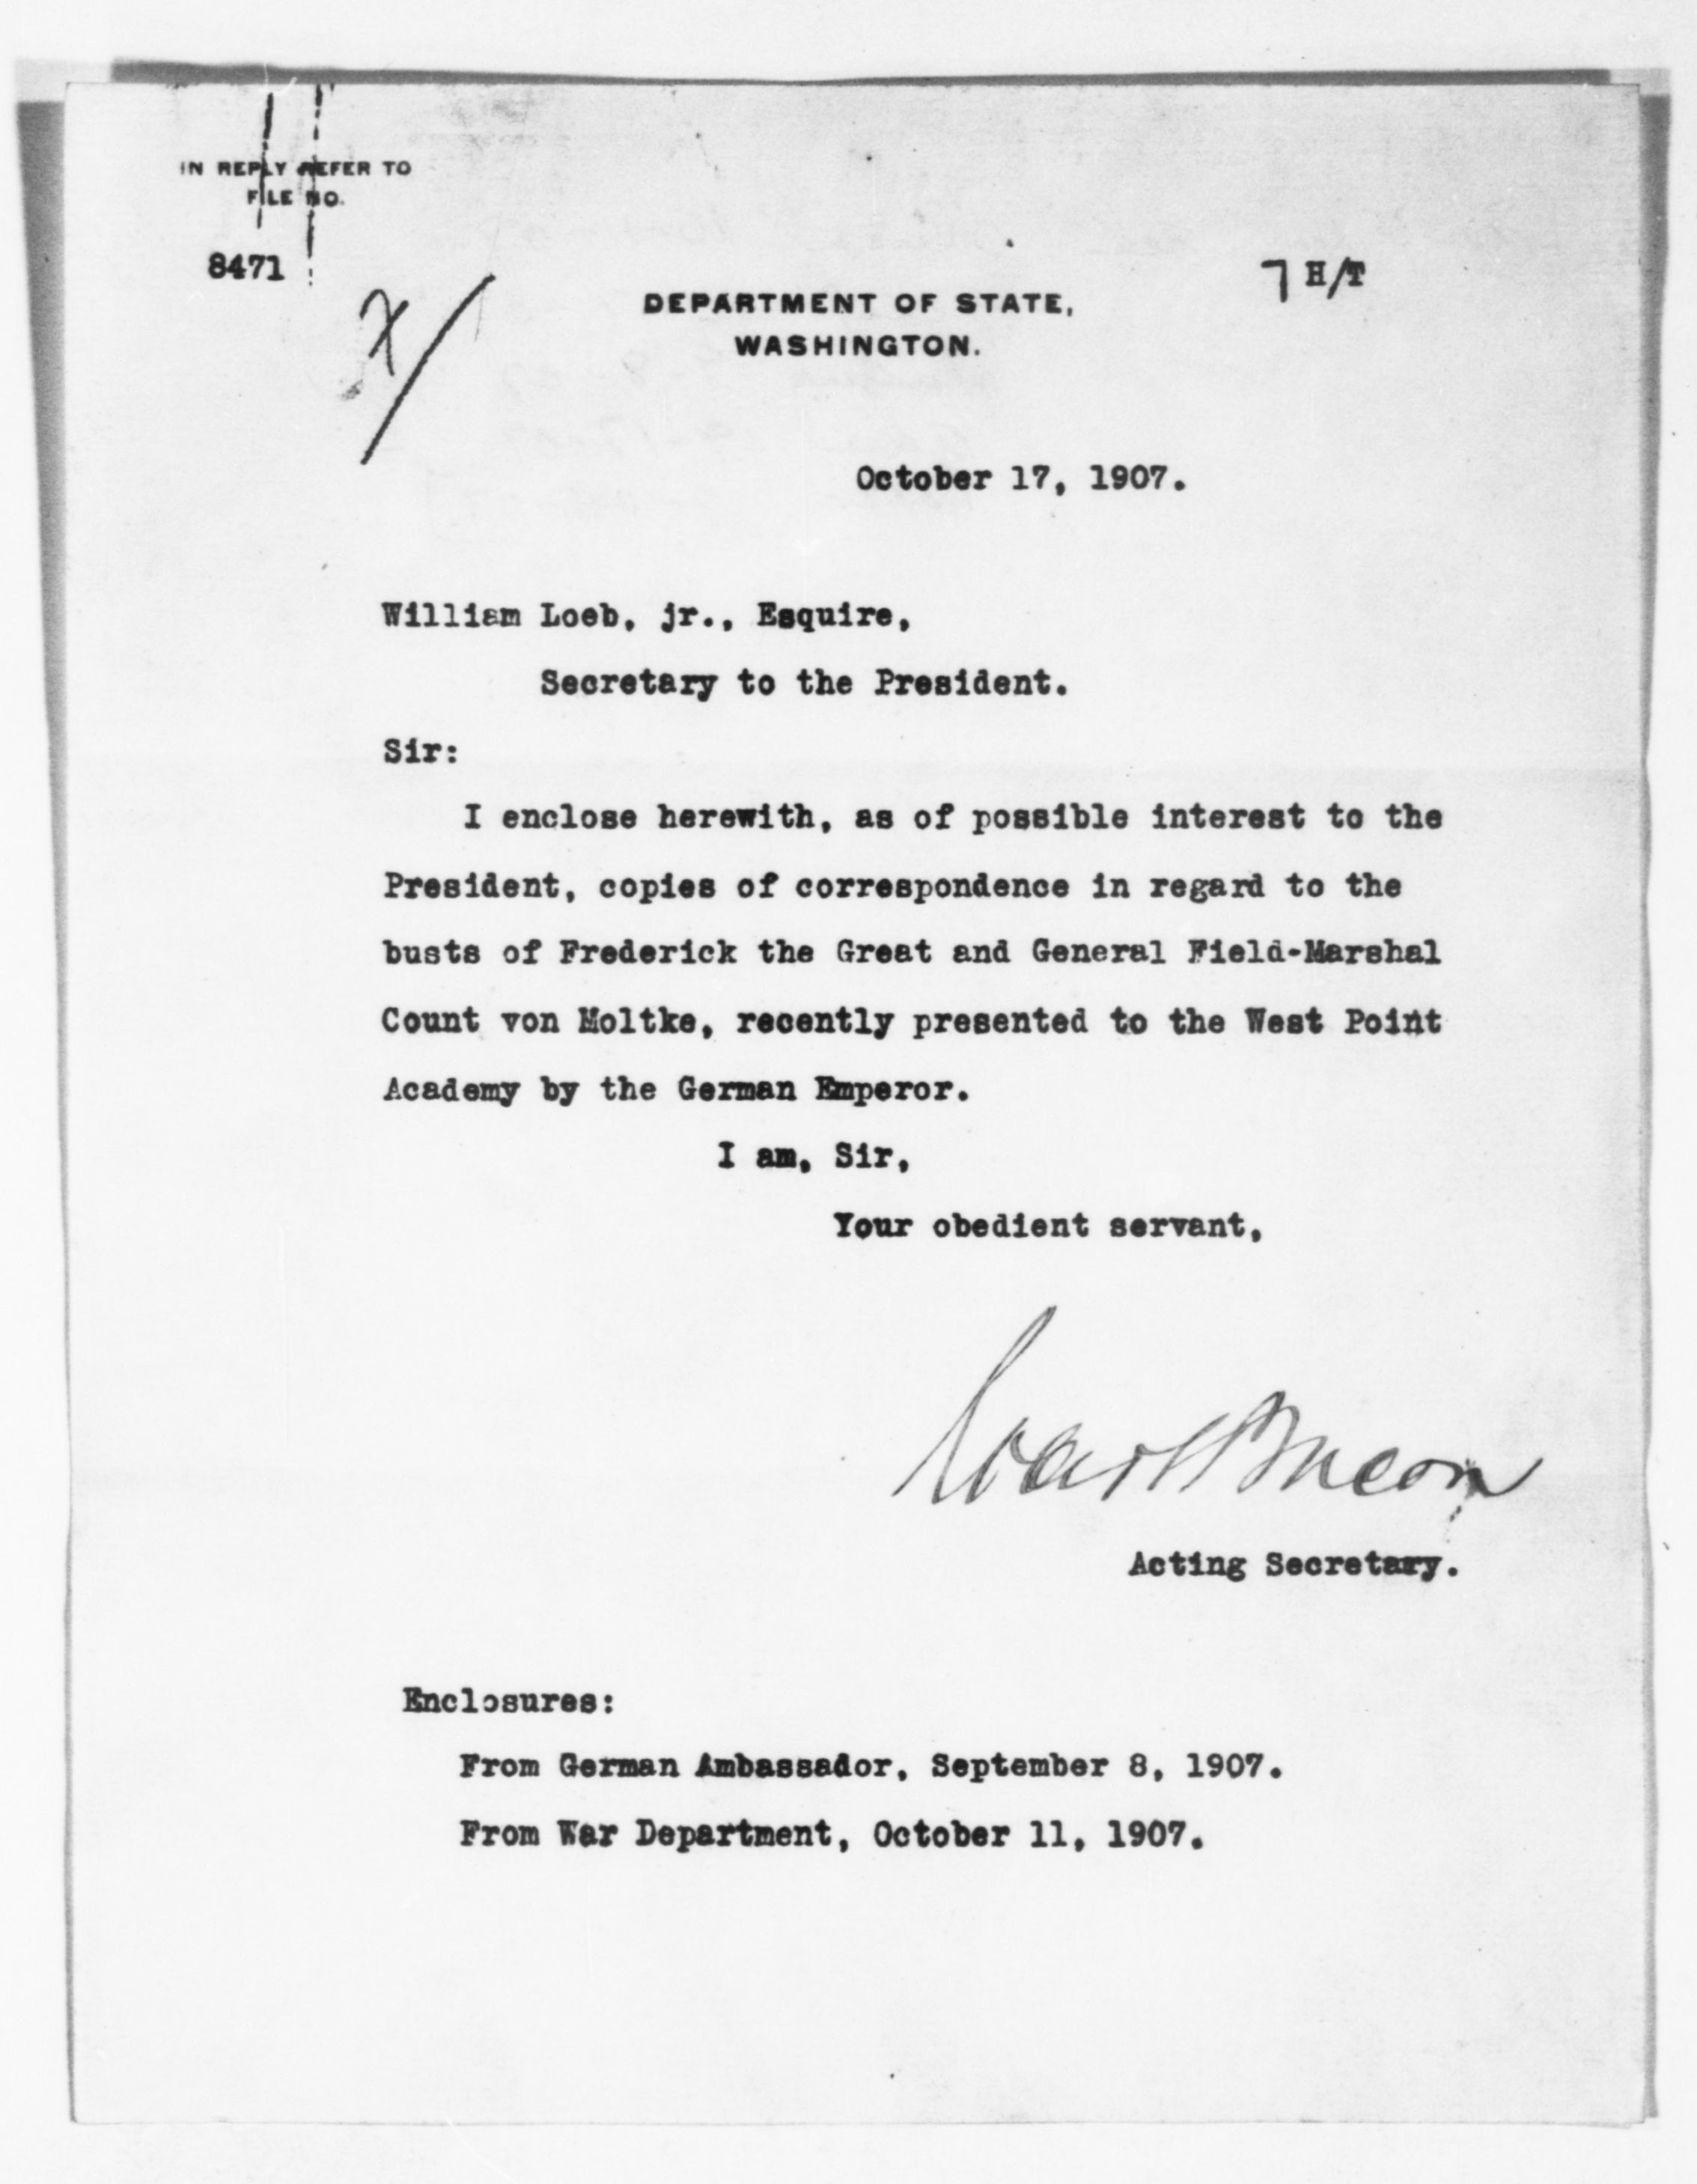 IN REPLY REFER TO
FILE NO.
8471
H/T
DEPARTMENT OF STATE,
WASHINGTON.
October 17, 1907.
William Loeb, jr., Esquire,
Secretary to the President.
Sir:
I enclose herewith, as of possible interest to the
President, copies of correspondence in regard to the
busts of Frederick the Great and General Field-Marshal
Count von Moltke, recently presented to the West Point
Academy by the German Emperor.
I am, Sir,
Your obedient servant,
Bacon
Acting Secretary.
Enclosures:
From German Ambassador, September 8, 1907.
From War Department, October 11, 1907.